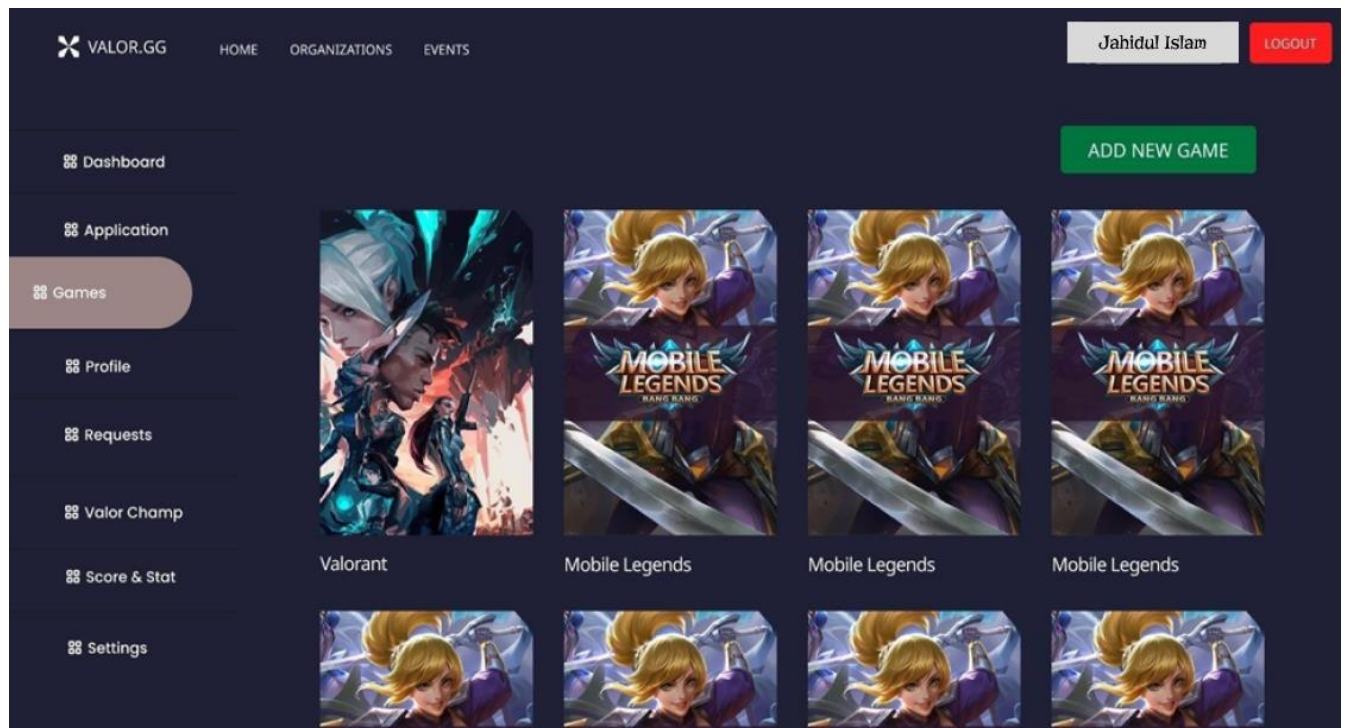 VALOR.GG HOME ORGANIZATIONS EVENTS Jahidul Islam LOGOUT
ADD NEW GAME
Dashboard
Application
Games
Profile
Requests
Valor Champ
Score & Stat
Settings
MOBILE
LEGENDS
BANG BANG
MOBILE
LEGENDS
BANG BANG
MOBILE
LEGENDS
BANG BANG
Valorant Mobile Legends Mobile Legends Mobile Legends